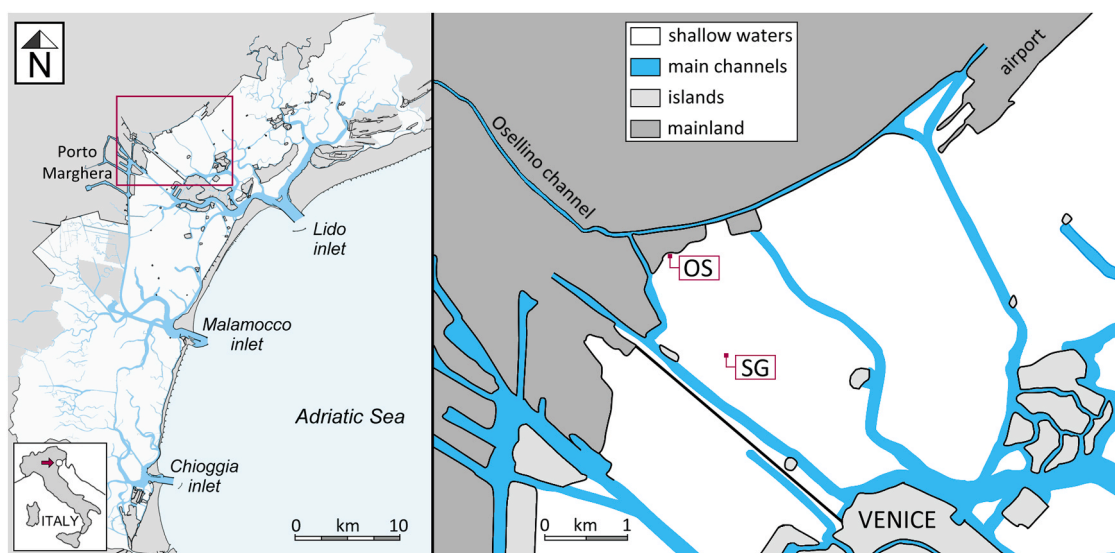 N
Porto
Marghera
Lido
inlet
Malamocco
inlet
Adriatic Sea
Chioggia
inlet
ITALY
0 km 10
shallow waters
main channels
islands
mainland
airport
Osellino channel
OS
SG
VENICE
0 km 1